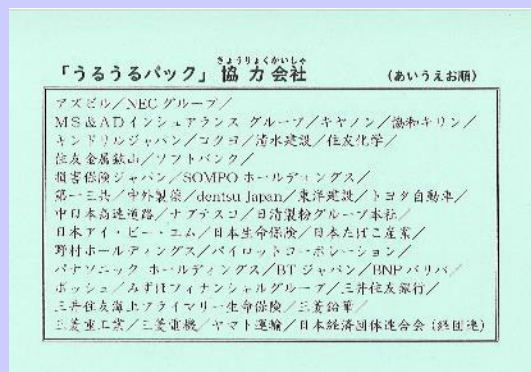 きょうりょくかいしゃ
「うるうるパック」協力会社 (あいうえお順)
アズビル/NECグループ/
MS&ADインシュアランス グループ/キヤノン/協和キリン/
キンドリルジャパン/コクヨ/清水建設/住友化学/
住友金属鉱山/ソフトバンク/
損害保険ジャパン/SOMPOホールディングス/
第一三共/中外製薬/dentsu Japan/東洋建設/トヨタ自動車/
中日本高速道路/ナブテスコ/日清製粉グループ本社/
日本アイ・ビー・エム/日本生命保険/日本たばこ産業/
野村ホールディングス/パイロットコーポレーション/
パナソニック ホールディングス/BTジャパン/BNPパリバ/
ボッシュ/みずほフィナンシャルグループ/三井住友銀行/
三井住友海上プライマリー生命保険/三菱鉛筆/
三菱重工業/三菱電機/ヤマト運輸/日本経済団体連合会(経団連)